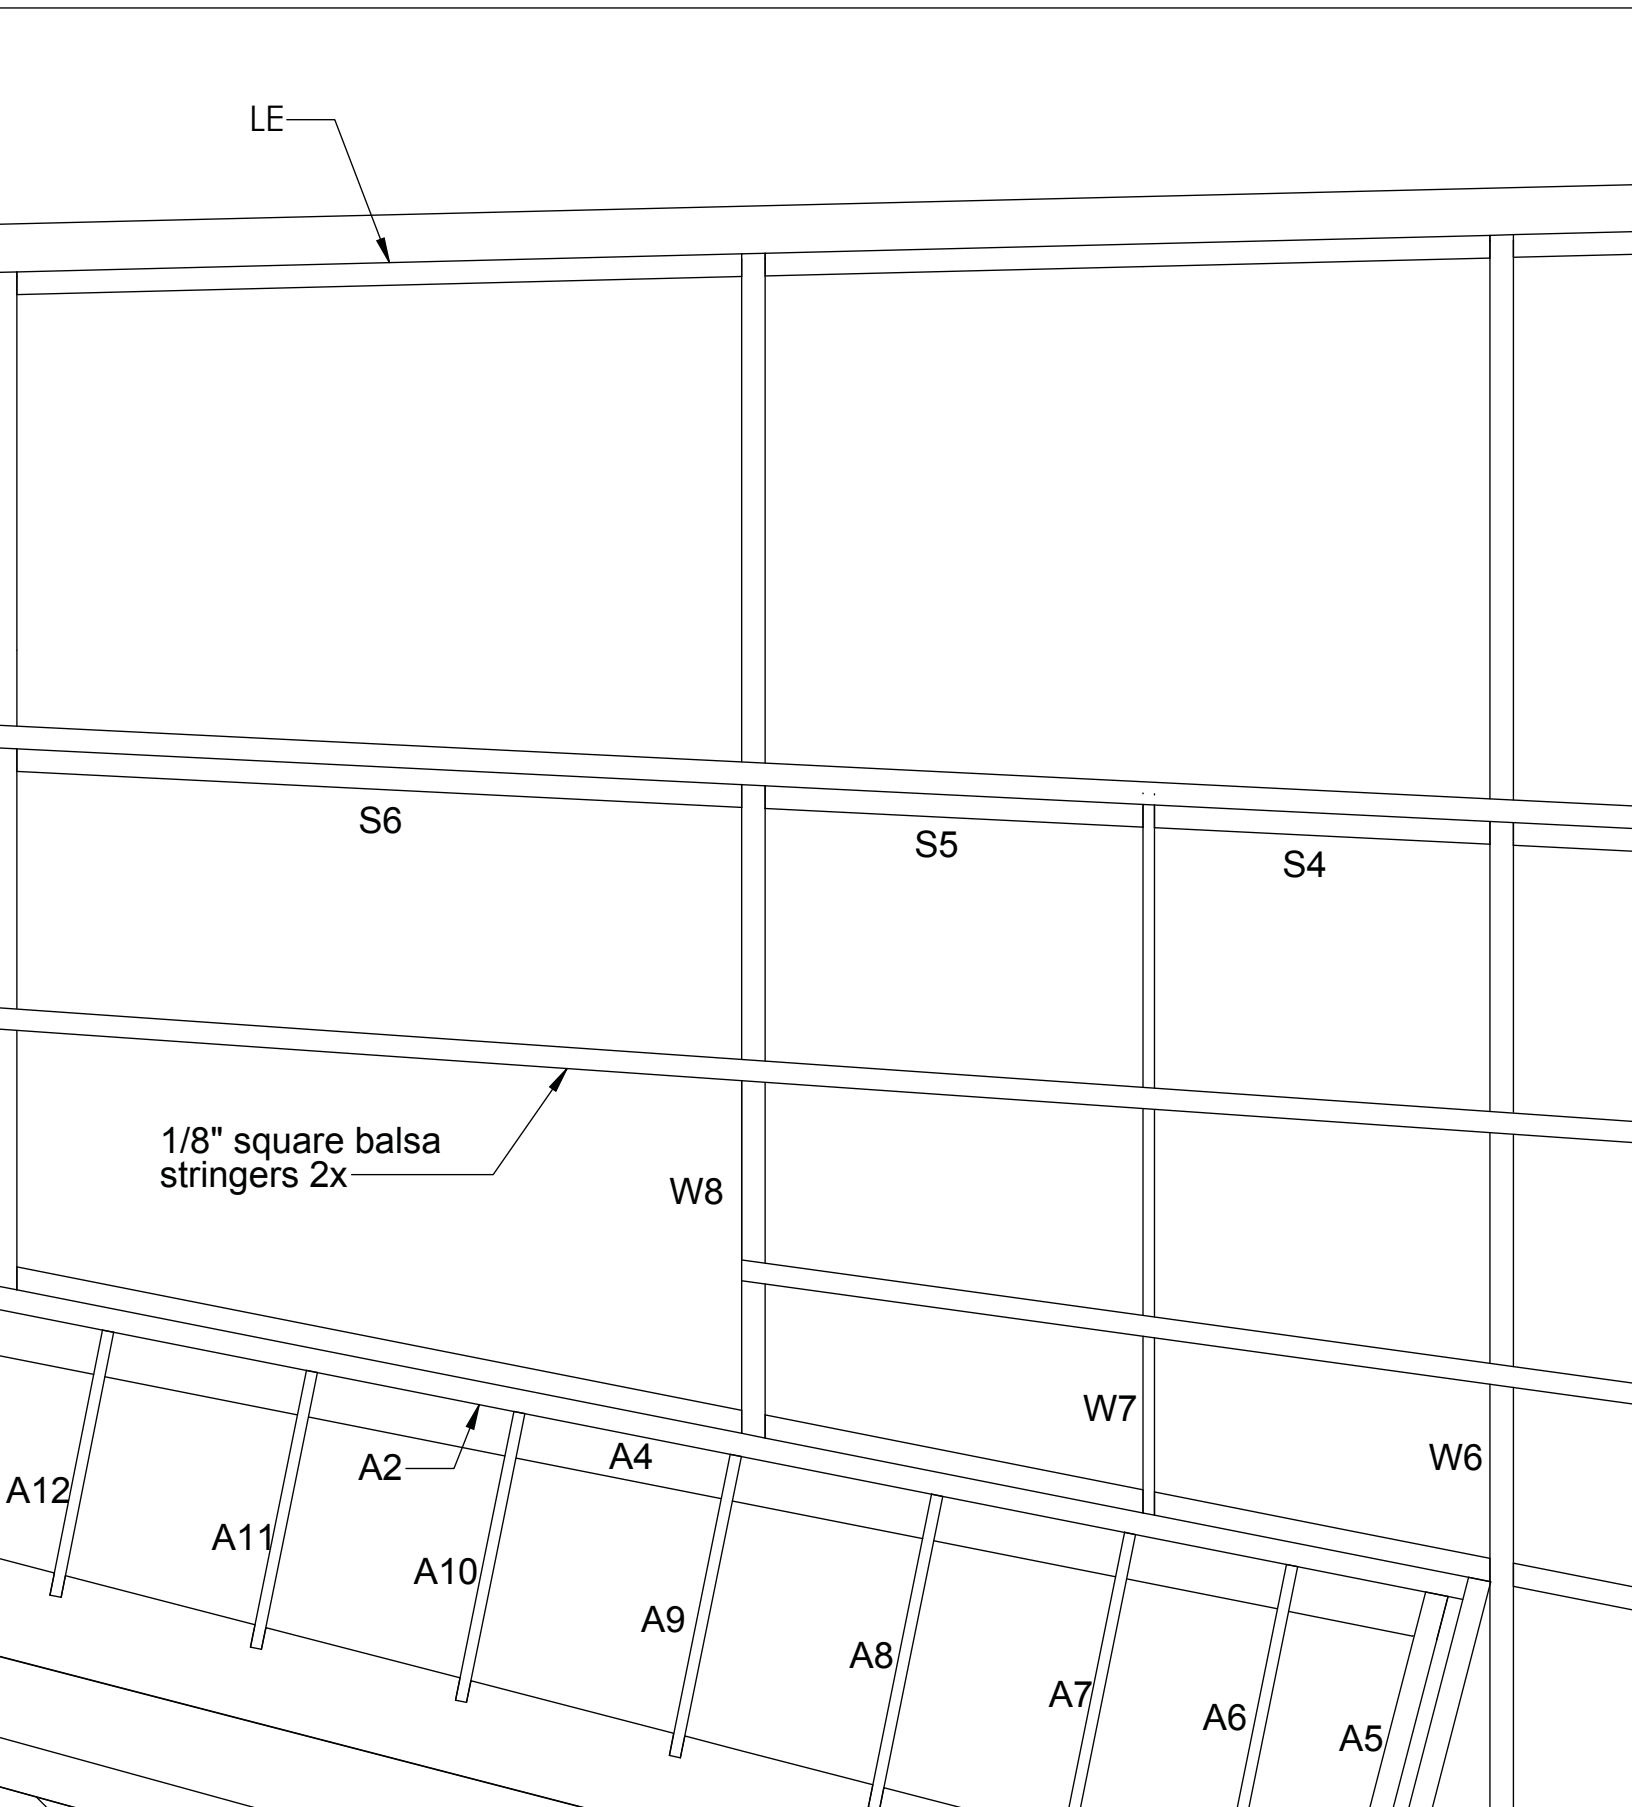 LE
S6
S5
S4
1/8" square balsa
stringers 2x
W8
W7
W6
A2
A4
A12
A11
A10
A9
A8
A7
A6
A5